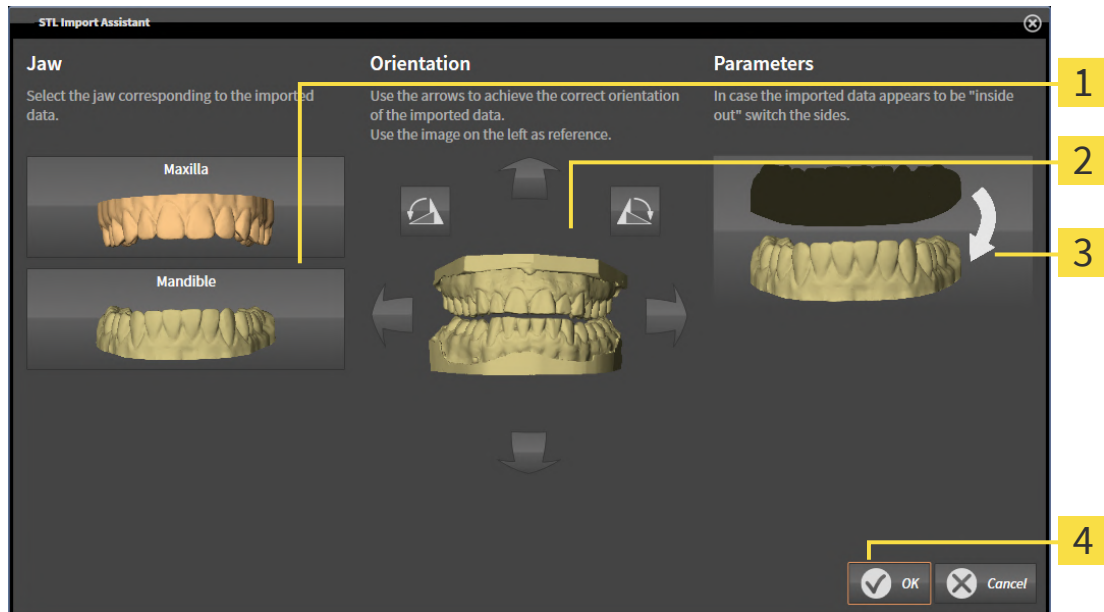 STL Import Assistant
Jaw
Select the jaw corresponding to the imported
data.
Maxilla
Mandible
Orientation
Use the arrows to achieve the correct orientation
of the imported data.
Use the image on the left as reference.
Parameters
In case the imported data appears to be "inside
out" switch the sides.
1
2
3
4
OK
Cancel